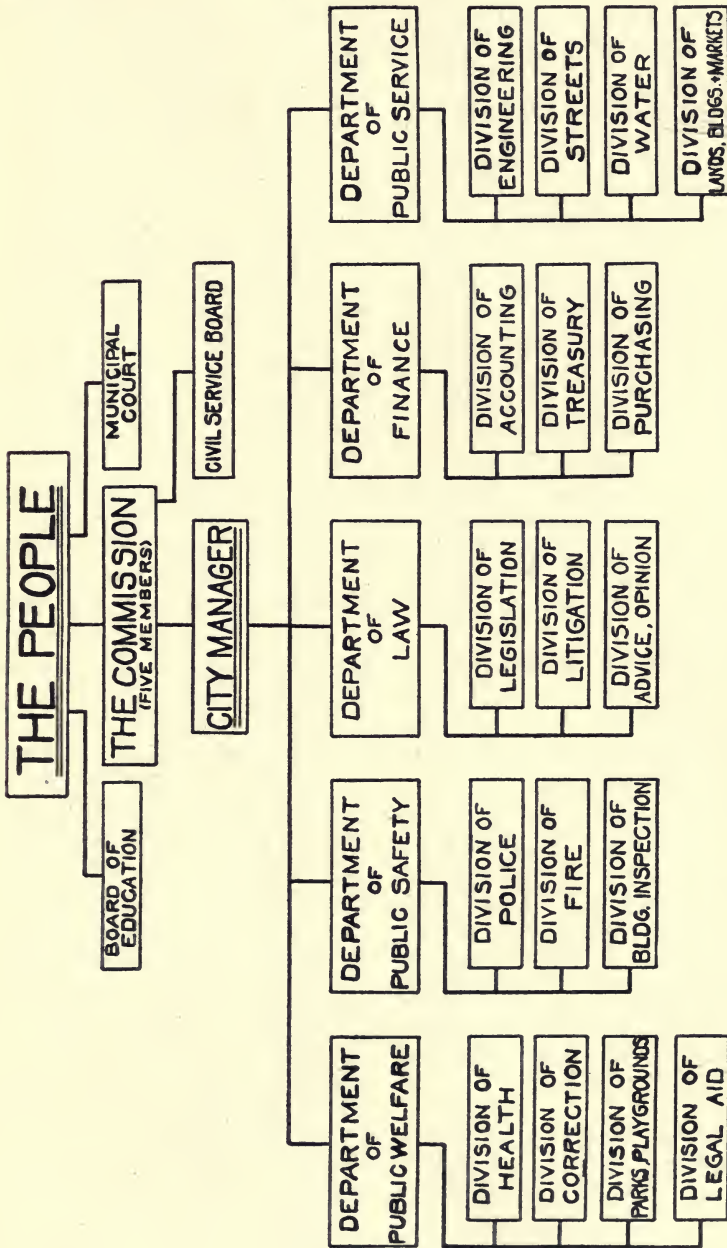 THE PEOPLE
BOARD OF
EDUCATION
THE COMMISSION
(FIVE MEMBERS)
MUNICIPAL
COURT
CITY MANAGER
CIVIL SERVICE BOARD
DEPARTMENT
OF
PUBLIC WELFARE
DIVISION OF
HEALTH
DIVISION OF
CORRECTION
DIVISION OF
PARKS, PLAYGROUNDS
DIVISION OF
LEGAL AID
DEPARTMENT
OF
PUBLIC SAFETY
DIVISION OF
POLICE
DIVISION OF
FIRE
DIVISION OF
BLDG. INSPECTION
DEPARTMENT
OF
LAW
DIVISION OF
LEGISLATION
DIVISION OF
LITIGATION
DIVISION OF
ADVICE, OPINION
DEPARTMENT
OF
FINANCE
DIVISION OF
ACCOUNTING
DIVISION OF
TREASURY
DIVISION OF
PURCHASING
DEPARTMENT
OF
PUBLIC SERVICE
DIVISION OF
ENGINEERING
DIVISION OF
STREETS
DIVISION OF
WATER
DIVISION OF
LANDS, BLDGS. + MARKETS